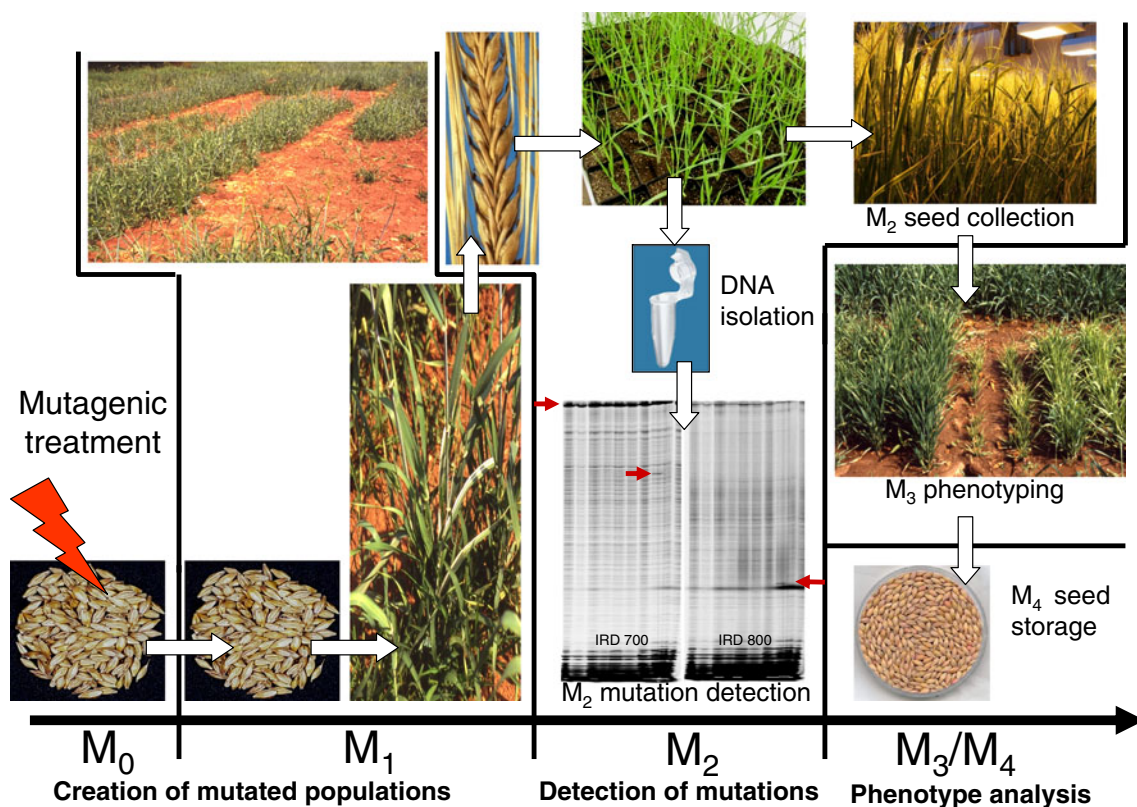 M₂ seed collection
DNA
isolation
Mutagenic
treatment
M₃ phenotyping
IRD 700
IRD 800
M₂ mutation detection
M₄ seed
storage
M₀
M₁
M₂
M₃/M₄
Creation of mutated populations
Detection of mutations
Phenotype analysis